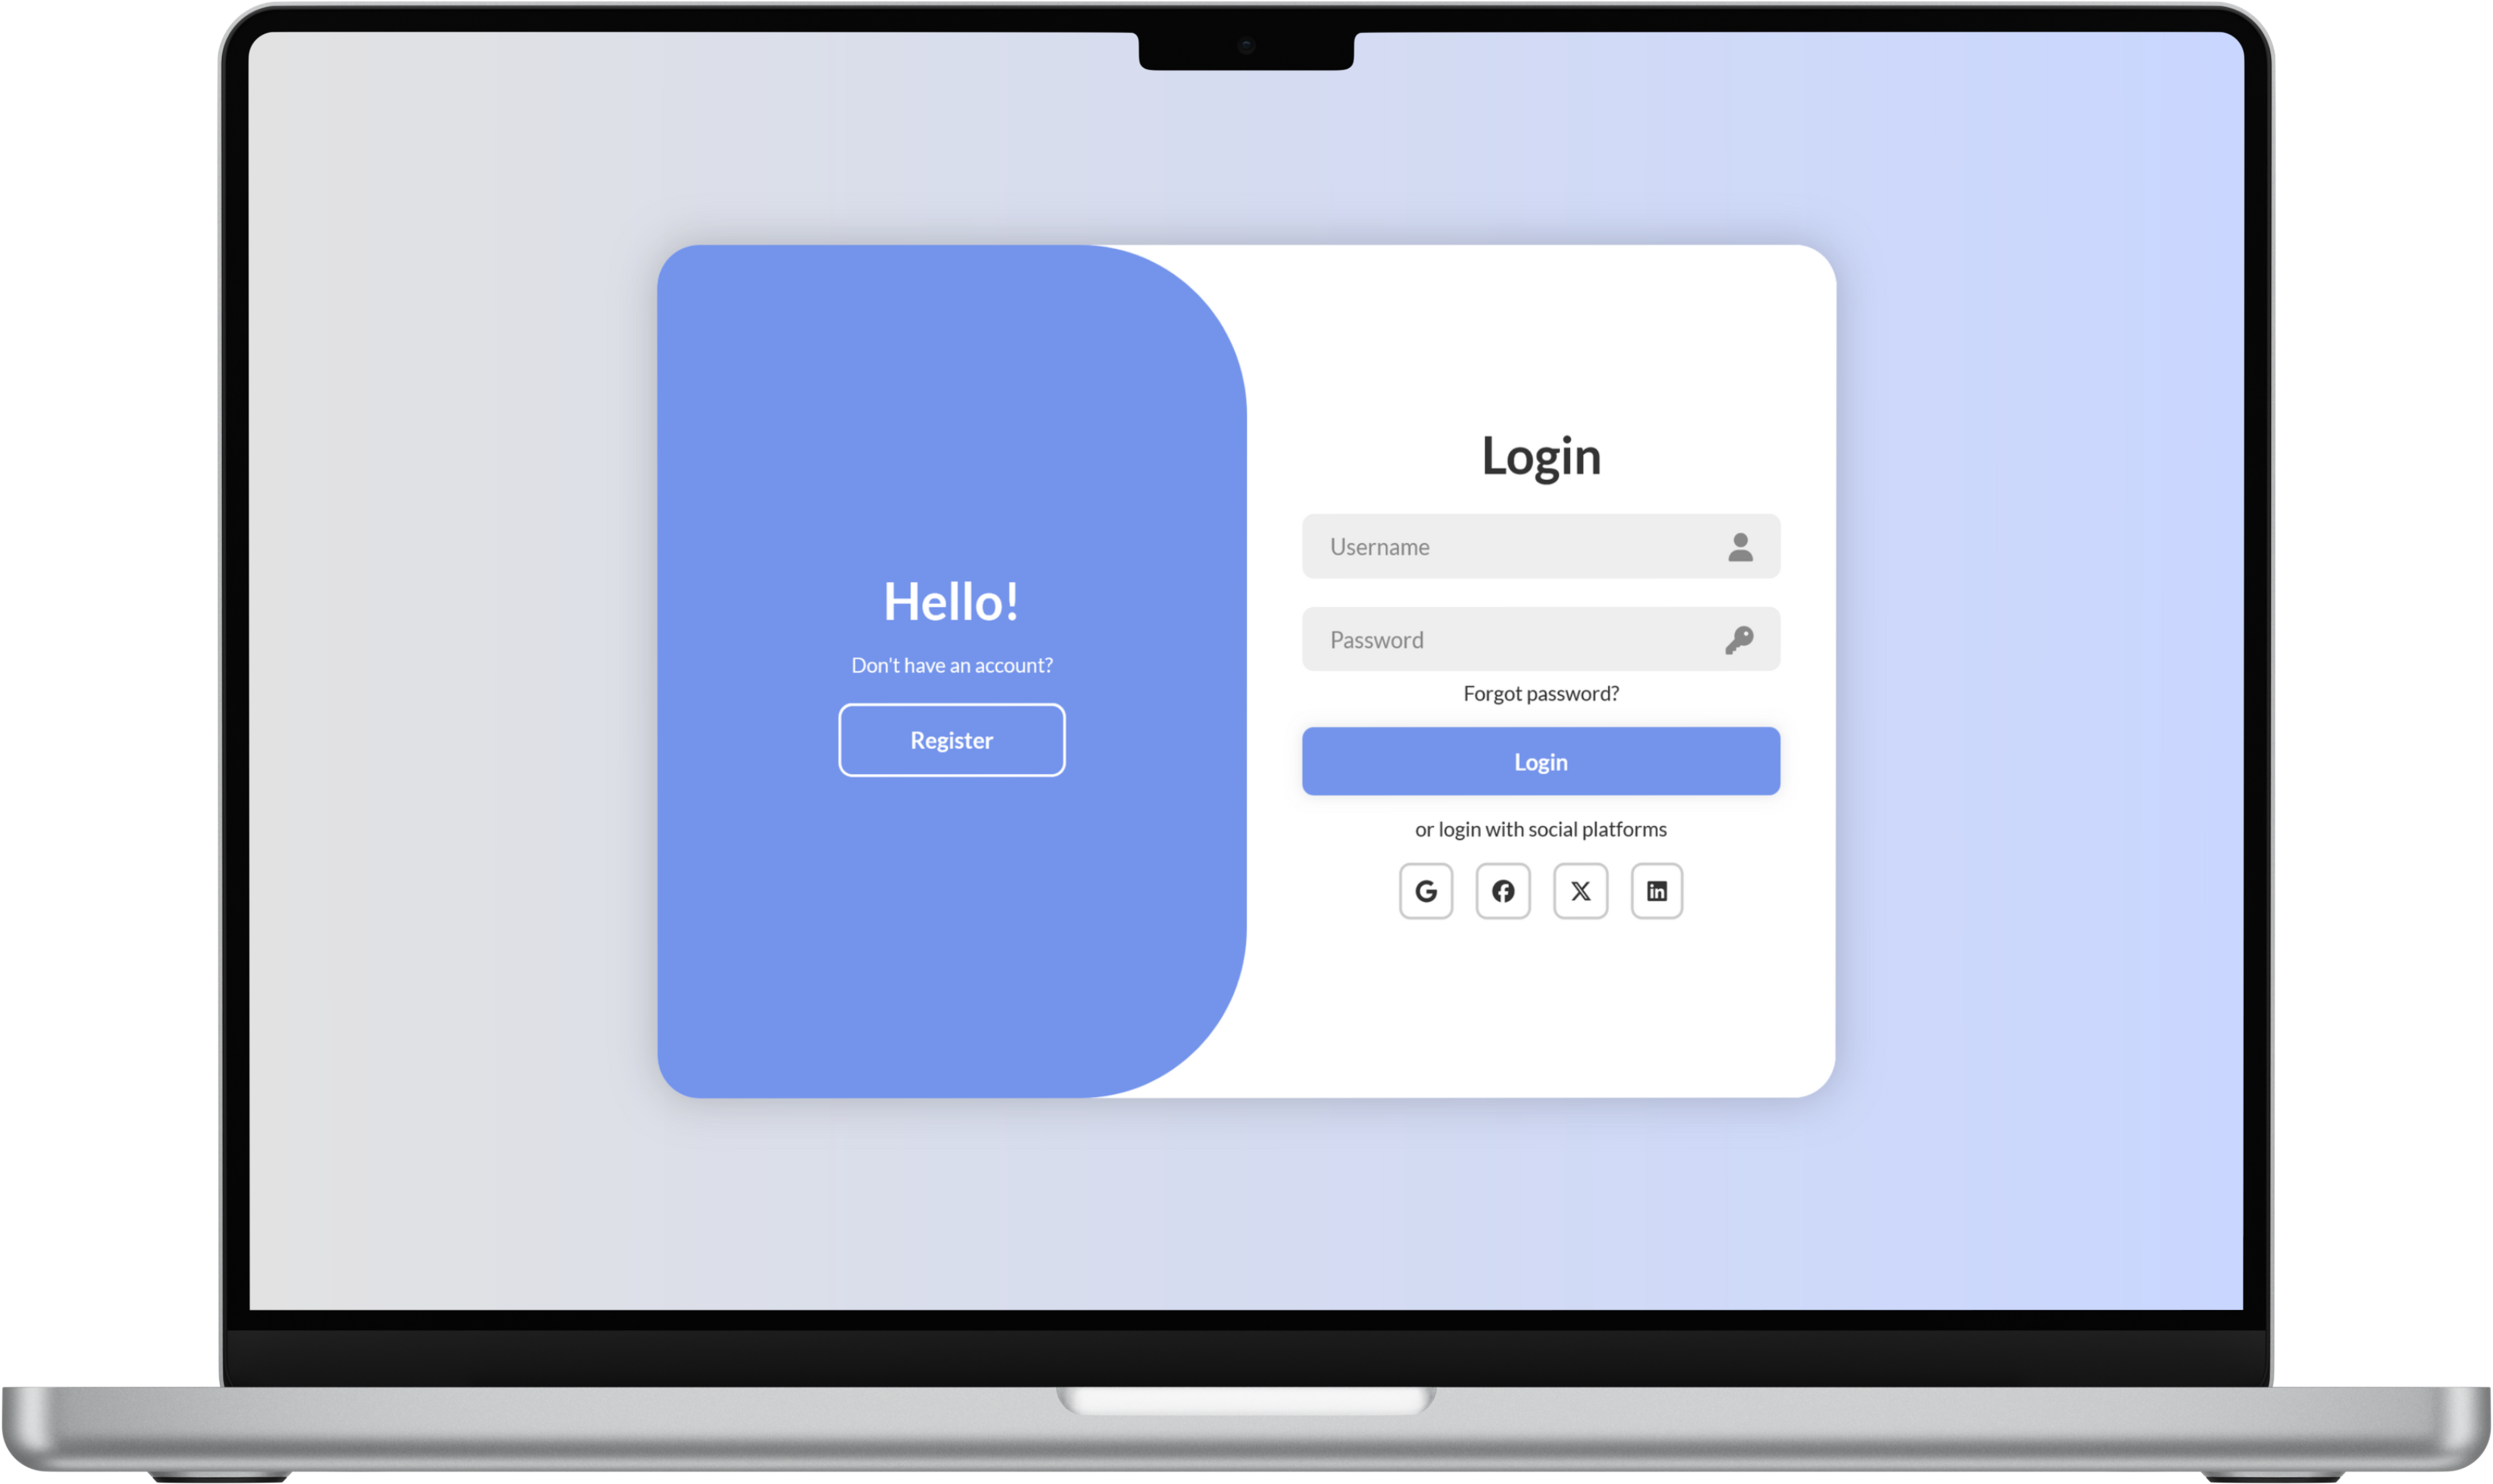 Hello!
Don't have an account?
Register
Login
Username
Password
Forgot password?
Login
or login with social platforms